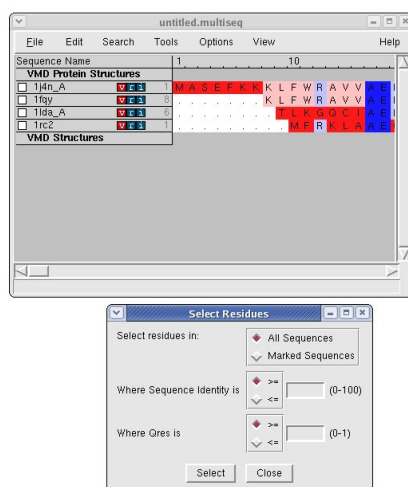 untitled.multiseq
File Edit Search Tools Options View Help
Sequence Name 1 10
VMD Protein Structures
1j4n_A V r i 1 M A S E F K K K L F W R A V V A E I
1fqy V r i 6 . . . . . . . K L F W R A V V A E I
1lda_A V r i 6 . . . . . . . . T L K G Q C I A E
1rc2 V r i 1 . . . . . . . . . M F R K L A A E
VMD Structures
Select Residues
Select residues in:
All Sequences
Marked Sequences
Where Sequence Identity is
>=
<=
(0-100)
Where Qres is
>=
<=
(0-1)
Select Close